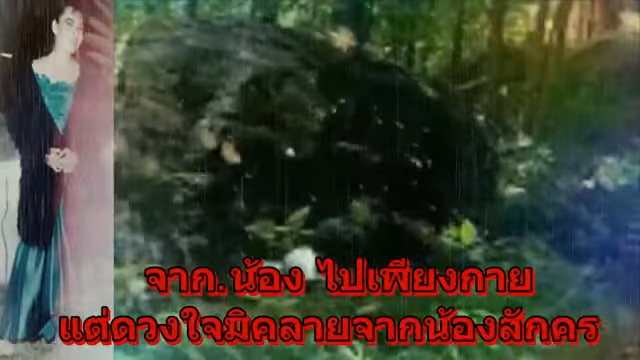 จาก.น้อง ไปเพียงกาย
แต่ดวงใจมิคลายจากน้องสักครา